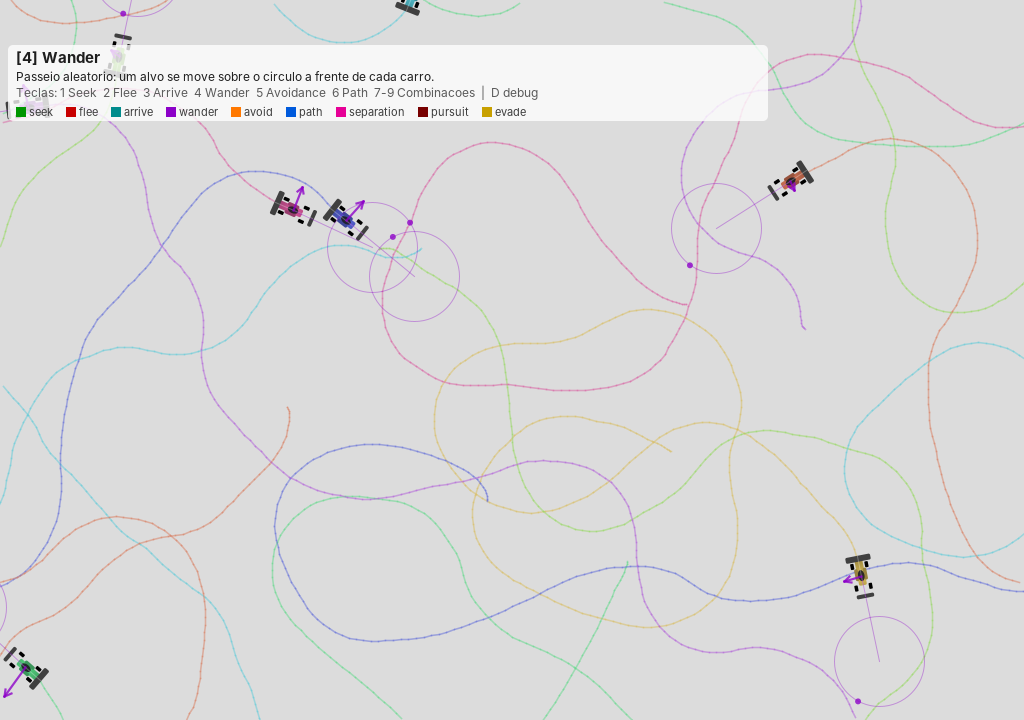 [4] Wander
Passeio aleatorio: um alvo se move sobre o circulo a frente de cada carro.
Teclas: 1 Seek  2 Flee  3 Arrive  4 Wander  5 Avoidance  6 Path  7-9 Combinacoes  |  D debug
seek  flee  arrive  wander  avoid  path  separation  pursuit  evade